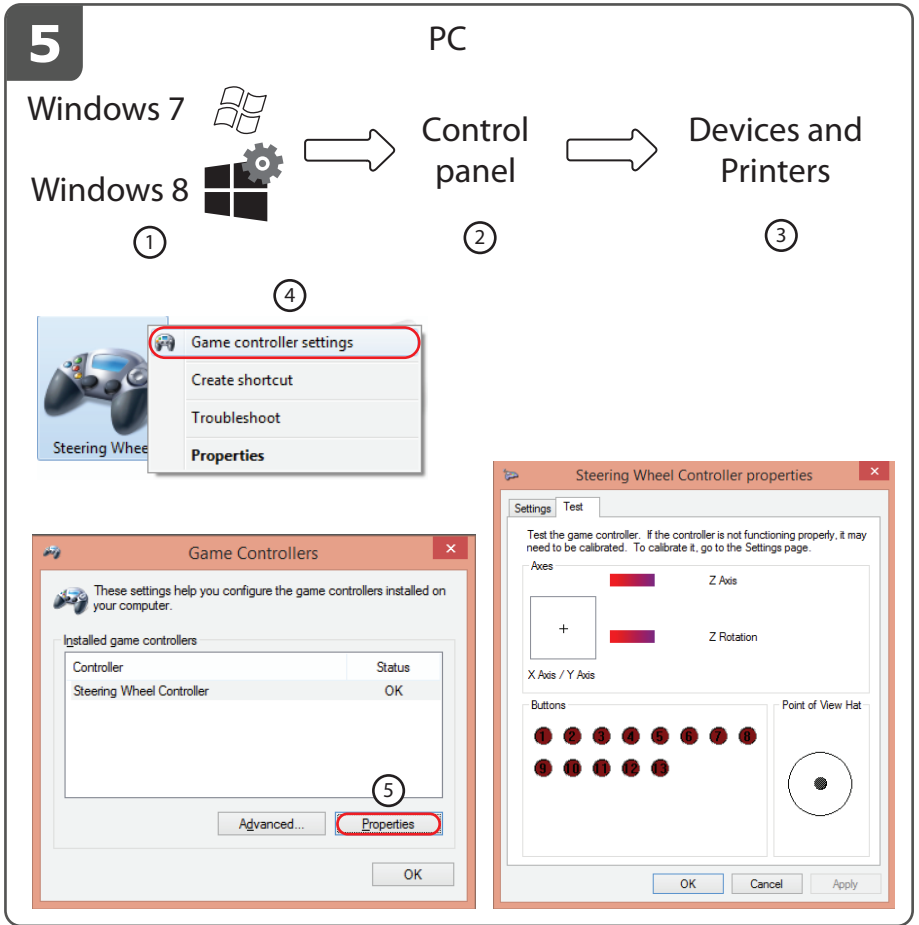 5
PC
Windows 7
Windows 8
Control
panel
Devices and
Printers
1
2
3
4
Game controller settings
Create shortcut
Troubleshoot
Properties
Steering Whee
Game Controllers
These settings help you configure the game controllers installed on
your computer.
Installed game controllers
Controller Status
Steering Wheel Controller OK
5
Advanced... Properties
OK
Steering Wheel Controller properties
Settings Test
Test the game controller. If the controller is not functioning properly, it may
need to be calibrated. To calibrate it, go to the Settings page.
Axes
Z Axis
Z Rotation
X Axis / Y Axis
Buttons
1 2 3 4 5 6 7 8
9 10 11 12 13
Point of View Hat
OK Cancel Apply